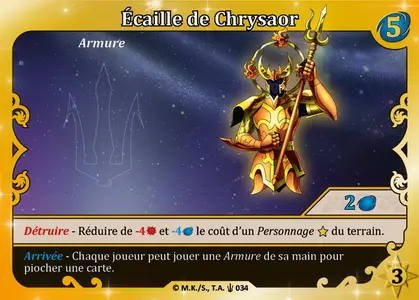 Écaille de Chrysaor
5
Armure
2
Détruire - Réduire de -4 et -4 le coût d'un Personnage du terrain.
Arrivée - Chaque joueur peut jouer une Armure de sa main pour
piocher une carte.
© M.K./S., T.A. 034
3